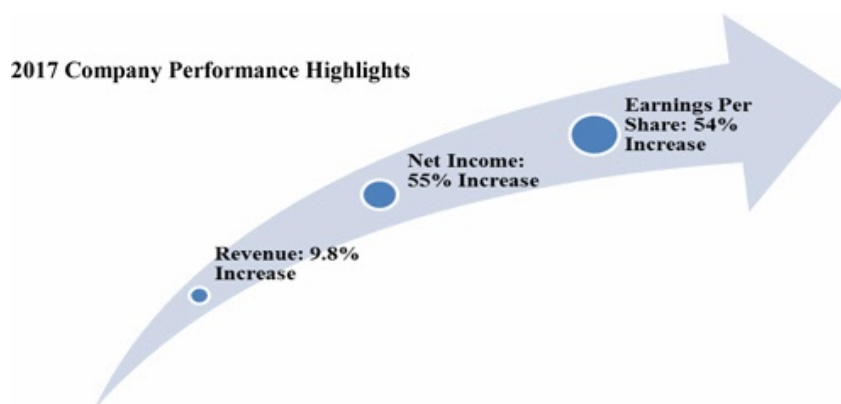 2017 Company Performance Highlights
Earnings Per
Share: 54%
Increase
Net Income:
55% Increase
Revenue: 9.8%
Increase